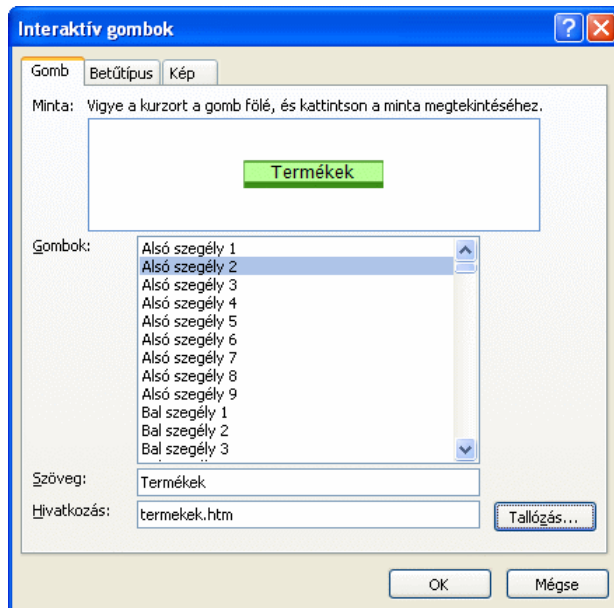 Interaktív gombok
Gomb Betűtípus Kép
Minta: Vigye a kurzort a gomb fölé, és kattintson a minta megtekintéséhez.
Termékek
Gombok:
Alsó szegély 1
Alsó szegély 2
Alsó szegély 3
Alsó szegély 4
Alsó szegély 5
Alsó szegély 6
Alsó szegély 7
Alsó szegély 8
Alsó szegély 9
Bal szegély 1
Bal szegély 2
Bal szegély 3
Szöveg: Termékek
Hivatkozás: termekek.htm Tallózás...
OK Mégse